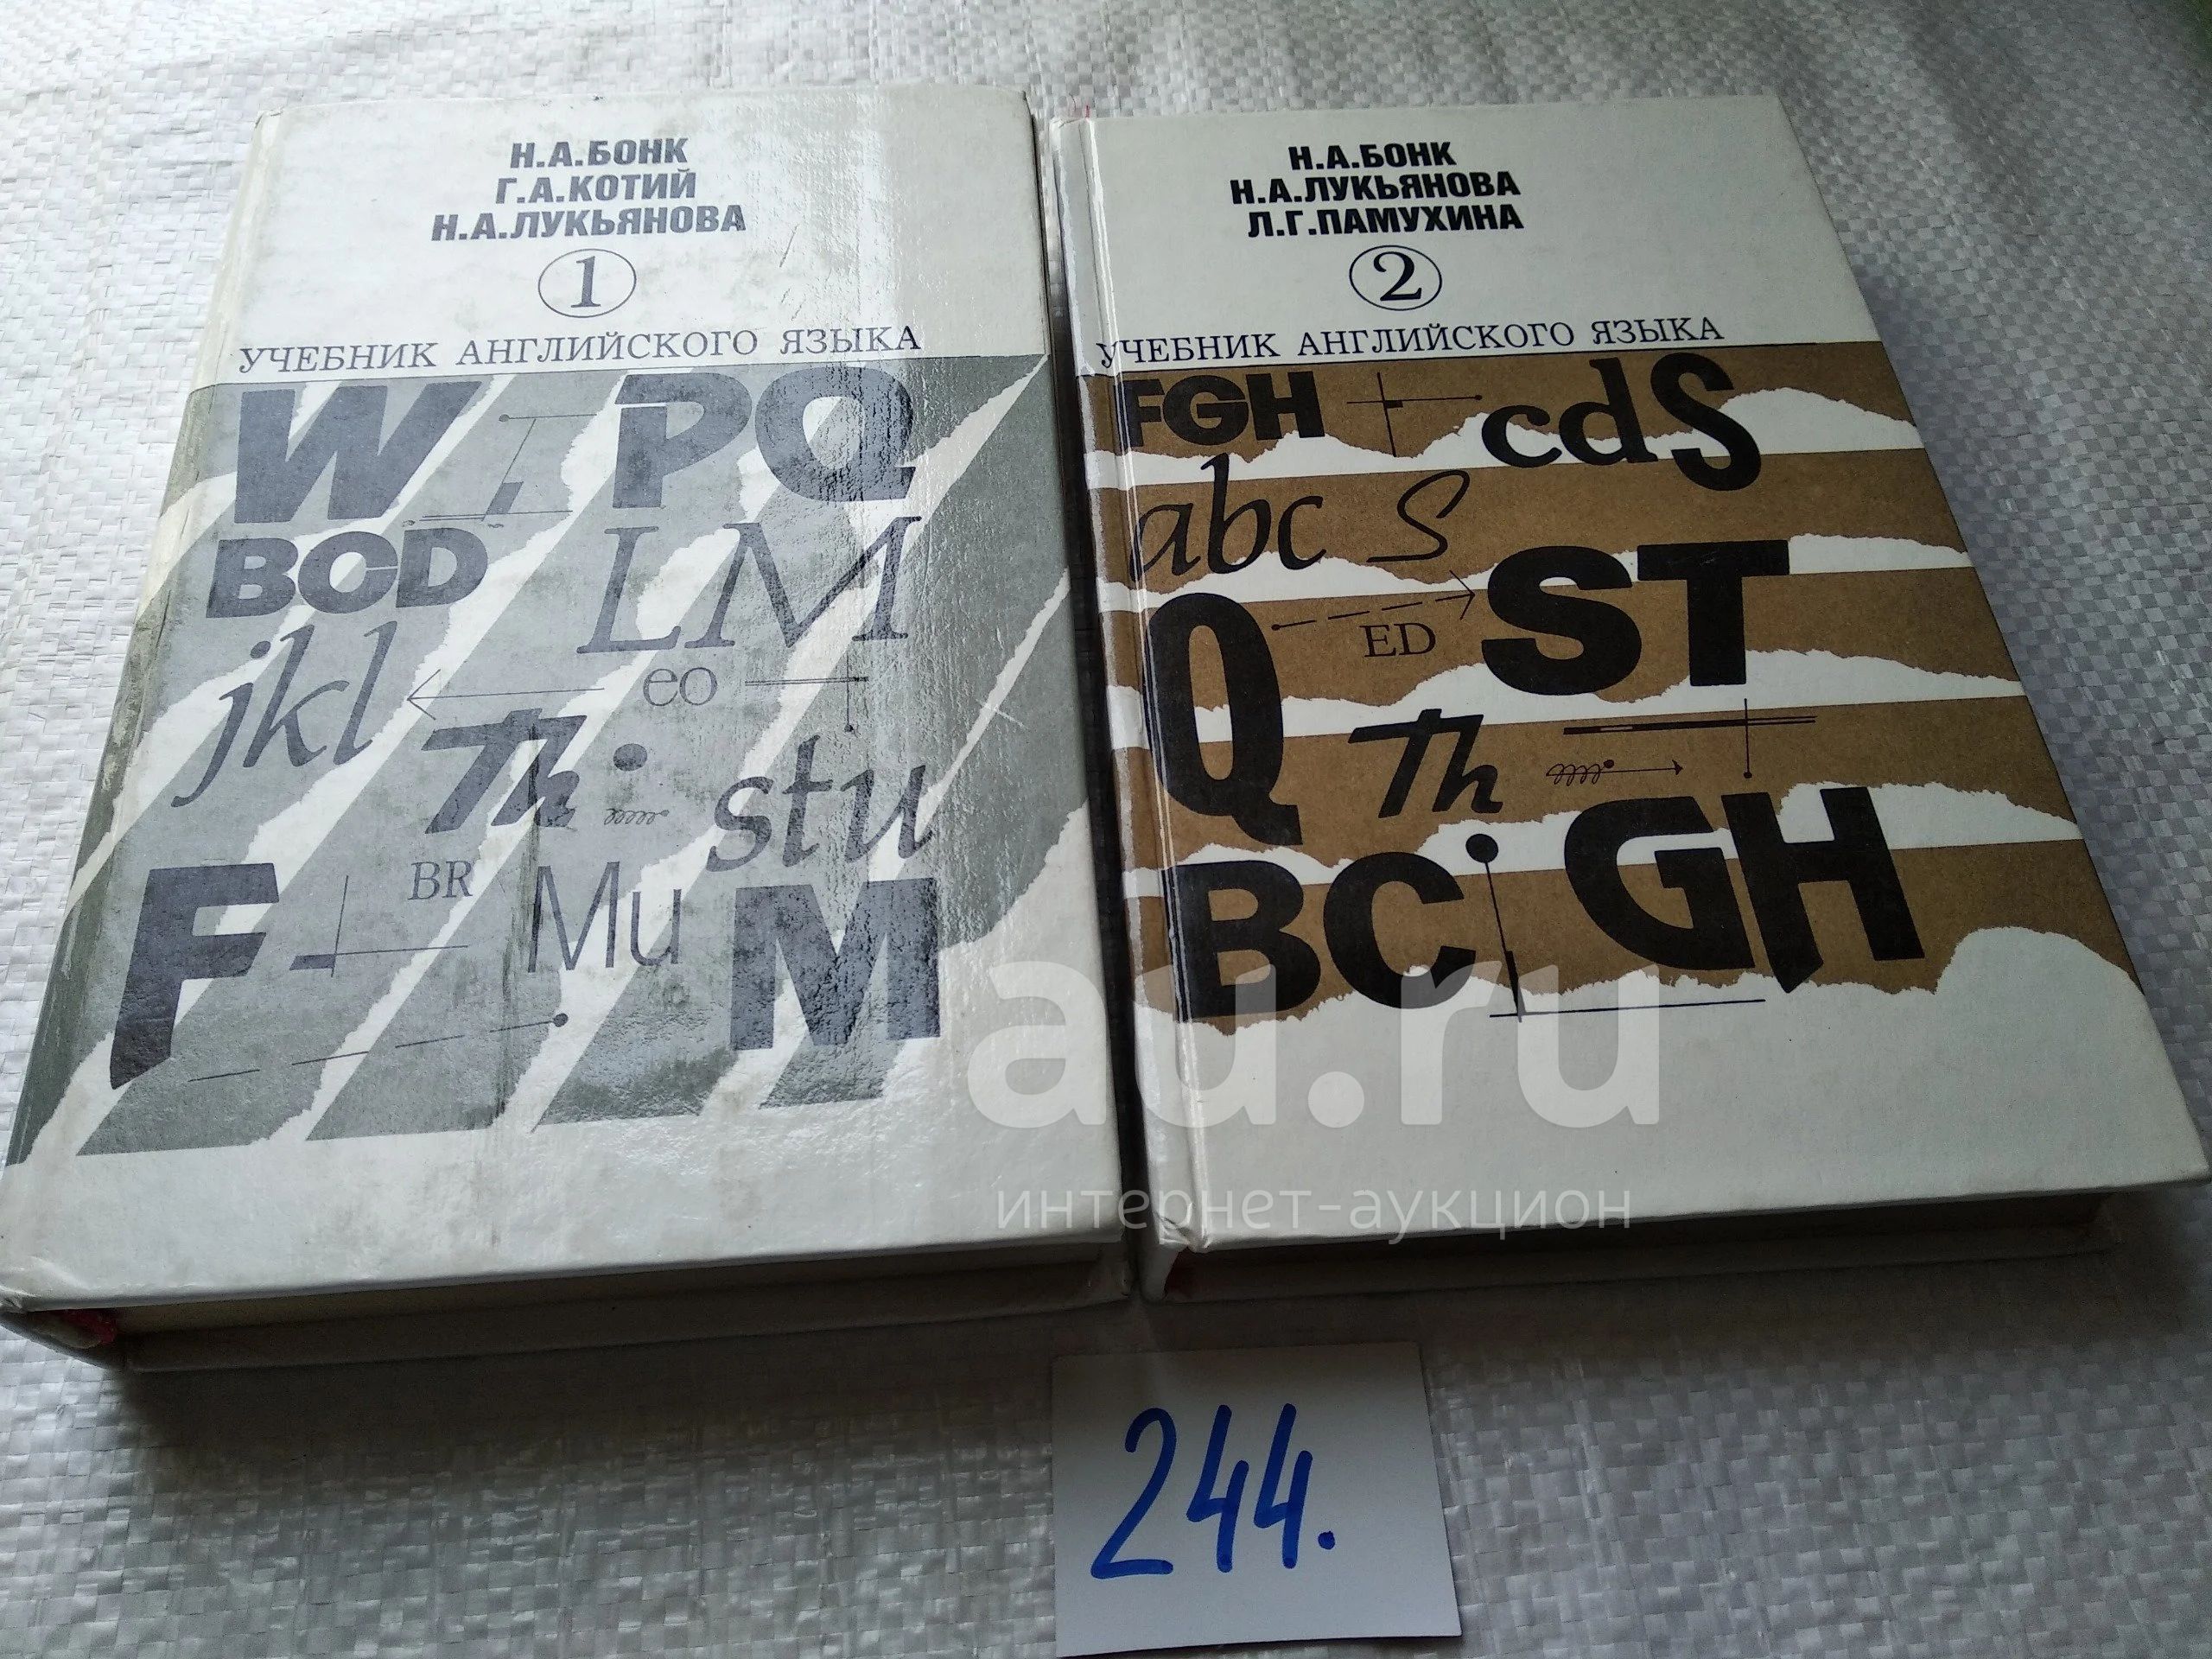 Н.А.БОНК
Г.А.КОТИЙ
Н.А.ЛУКЬЯНОВА
1
УЧЕБНИК АНГЛИЙСКОГО ЯЗЫКА
W PQ
BCD LM
jkl eo
Th stu
BR Mu
F M
Н.А.БОНК
Н.А.ЛУКЬЯНОВА
Л.Г.ПАМУХИНА
2
УЧЕБНИК АНГЛИЙСКОГО ЯЗЫКА
FGH cd S
abc S
Q ED ST
Th
BC GH
au.ru
интернет-аукцион
244.